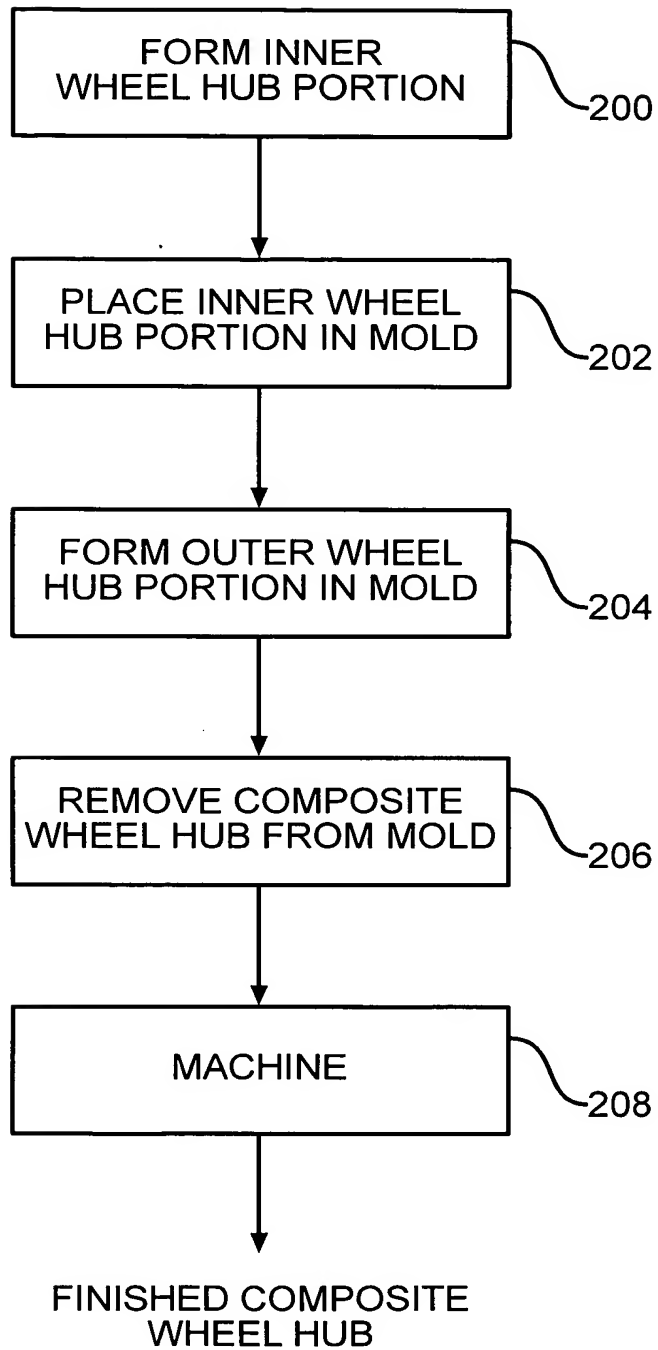 FORM INNER
WHEEL HUB PORTION
200
PLACE INNER WHEEL
HUB PORTION IN MOLD
202
FORM OUTER WHEEL
HUB PORTION IN MOLD
204
REMOVE COMPOSITE
WHEEL HUB FROM MOLD
206
MACHINE
208
FINISHED COMPOSITE
WHEEL HUB